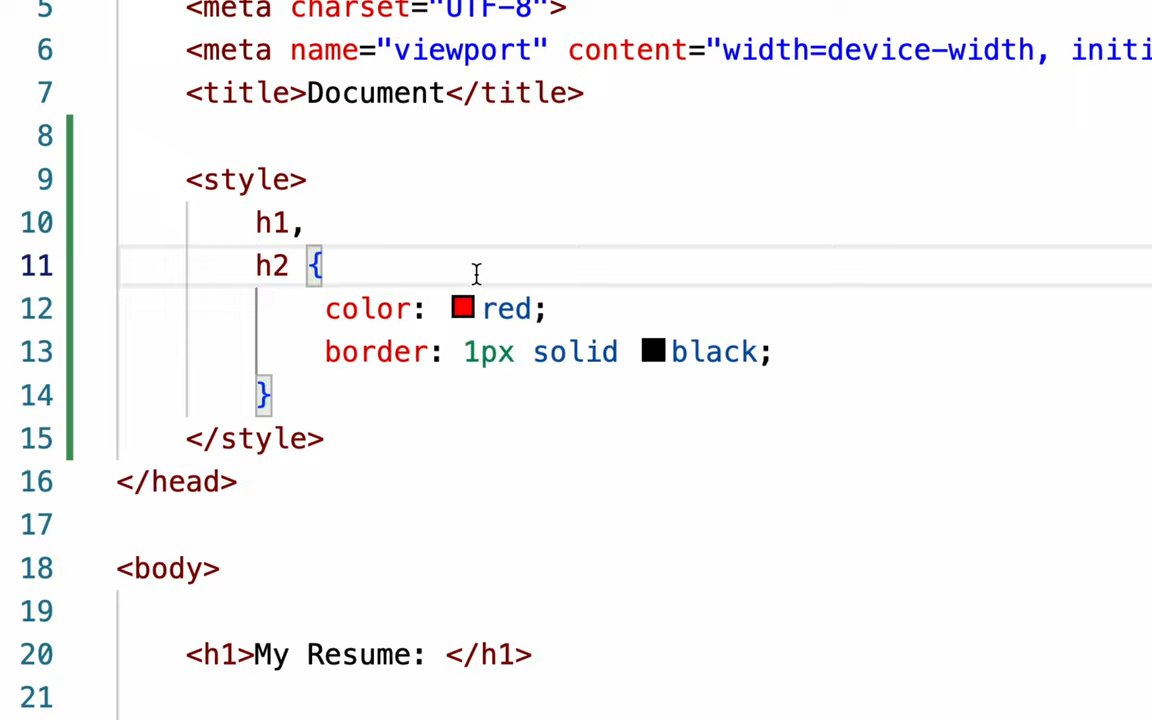 5 <meta charset="UTF-8">
6 <meta name="viewport" content="width=device-width, initi
7 <title>Document</title>
8
9 <style>
10 h1,
11 h2 {
12 color: red;
13 border: 1px solid black;
14 }
15 </style>
16 </head>
17
18 <body>
19
20 <h1>My Resume: </h1>
21